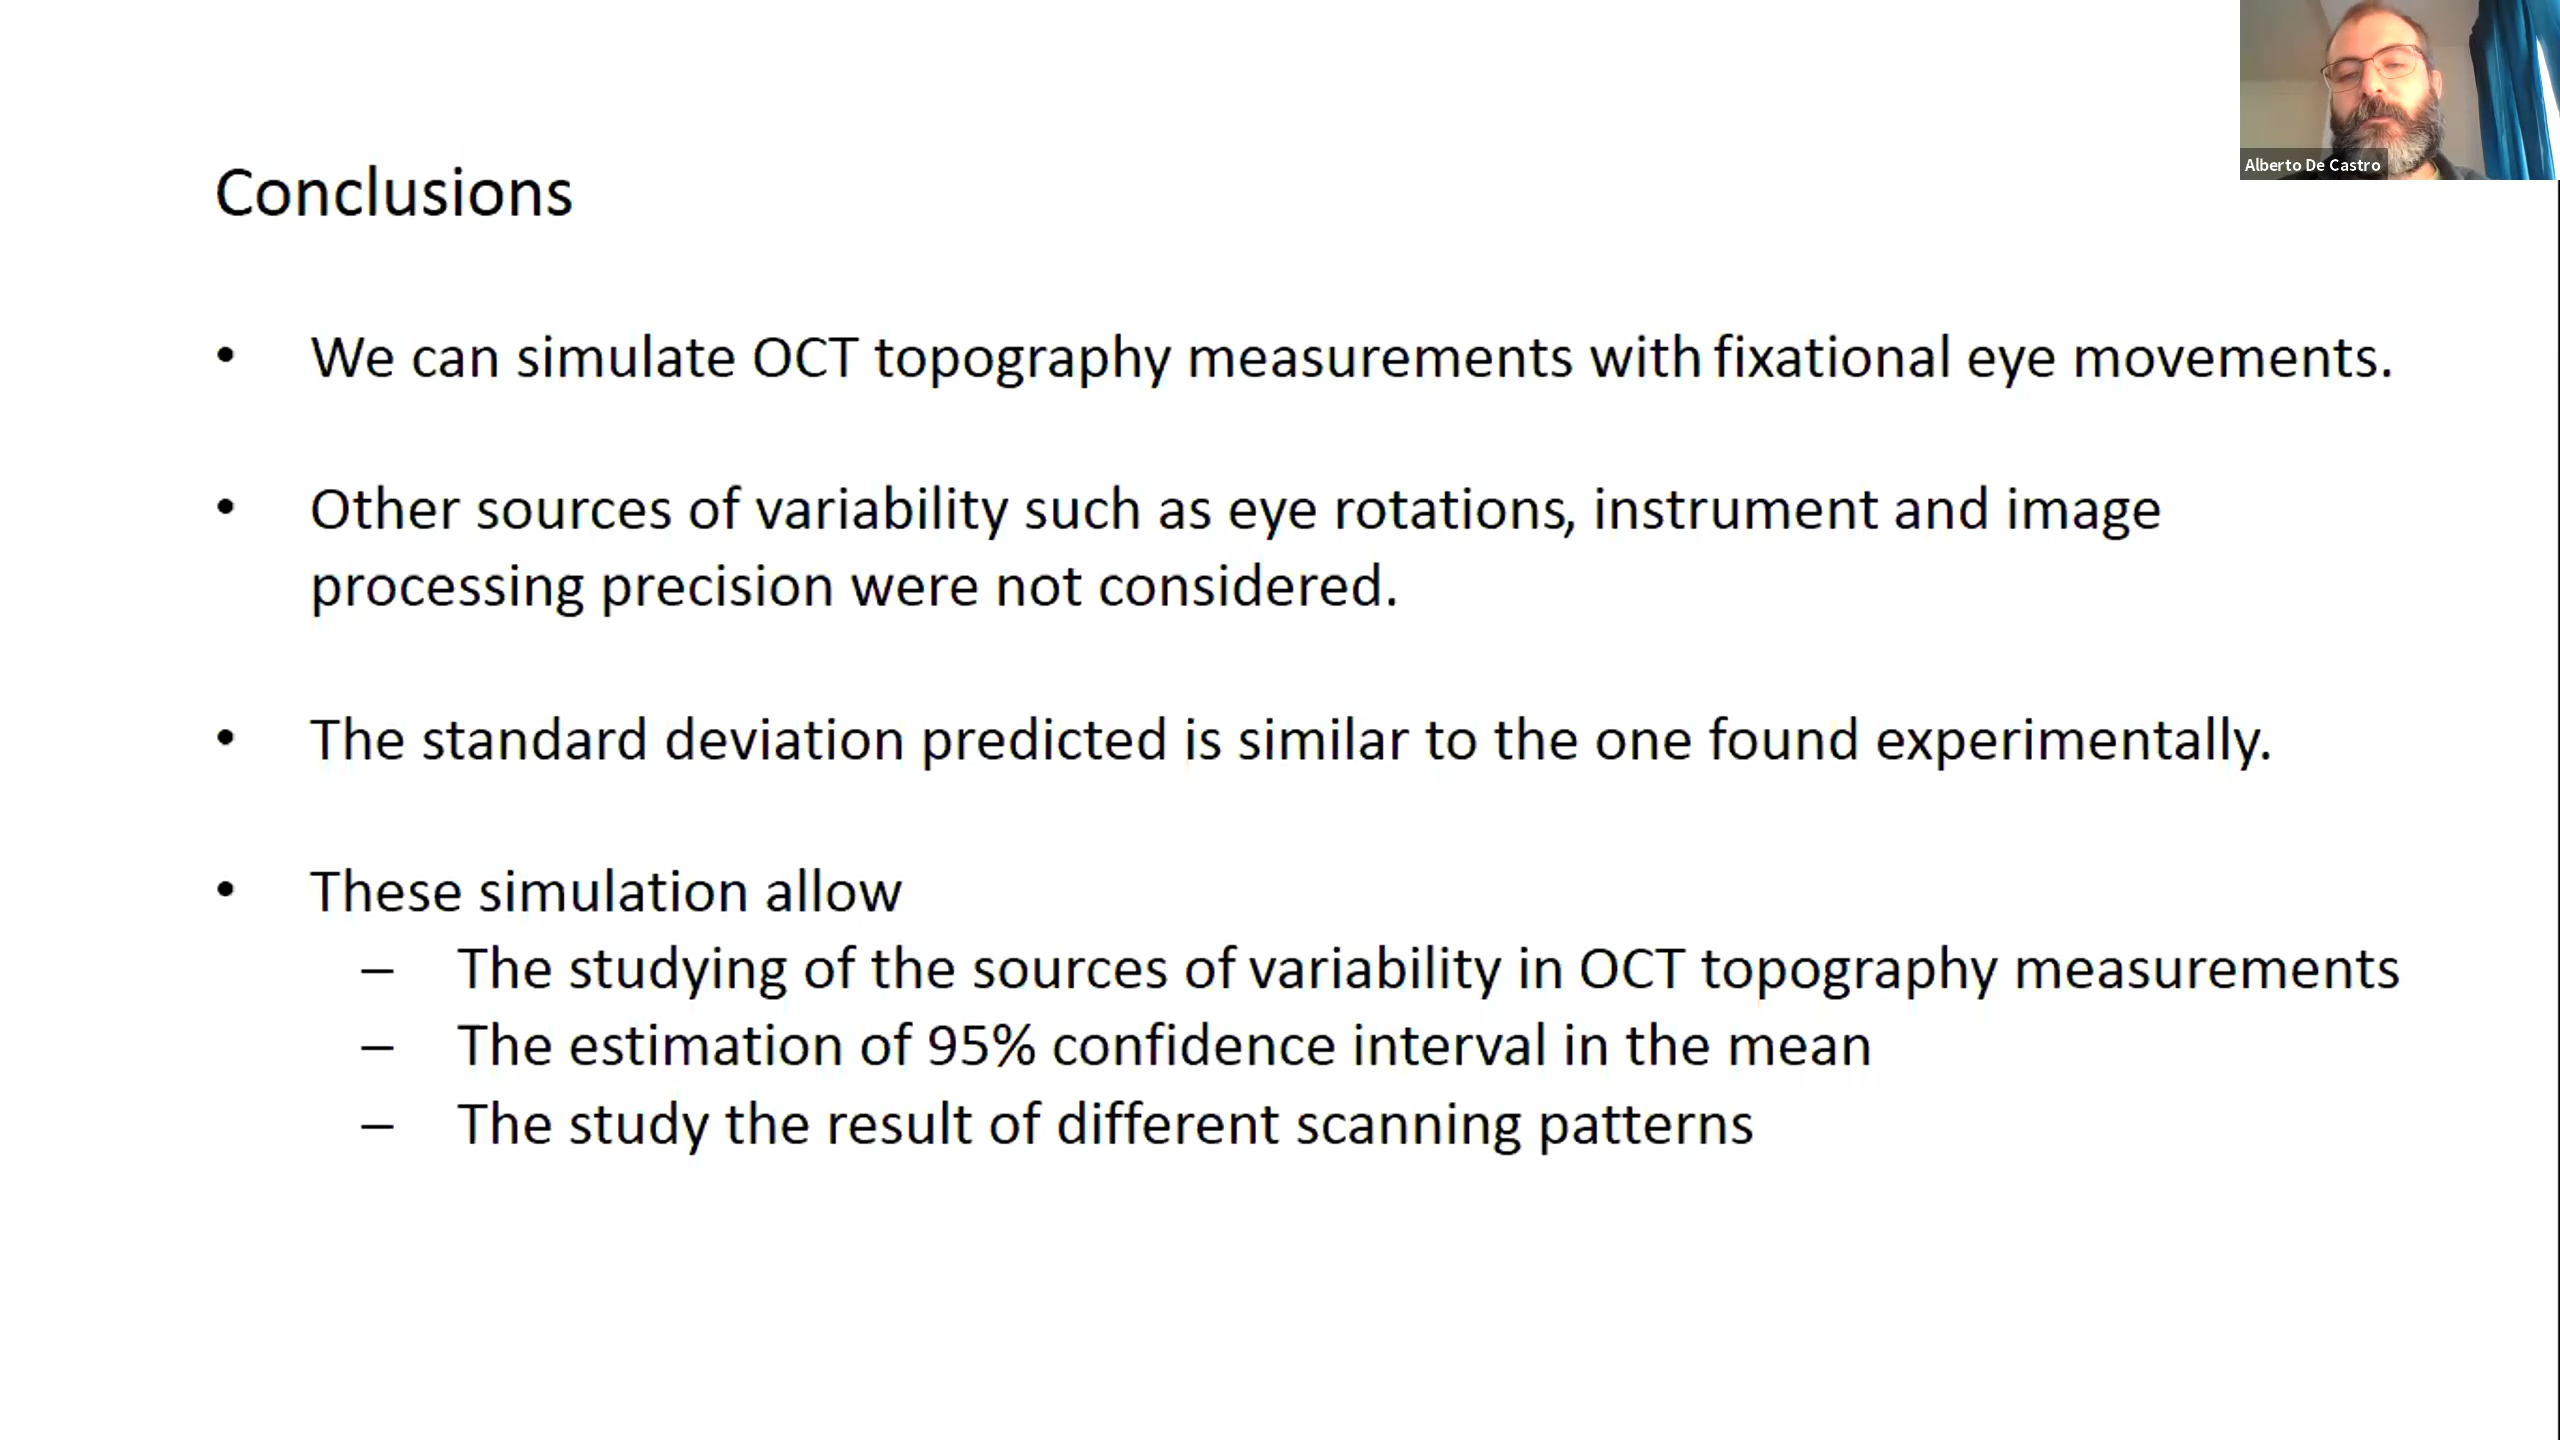 Alberto De Castro
Conclusions
• We can simulate OCT topography measurements with fixational eye movements.
• Other sources of variability such as eye rotations, instrument and image
processing precision were not considered.
• The standard deviation predicted is similar to the one found experimentally.
• These simulation allow
– The studying of the sources of variability in OCT topography measurements
– The estimation of 95% confidence interval in the mean
– The study the result of different scanning patterns